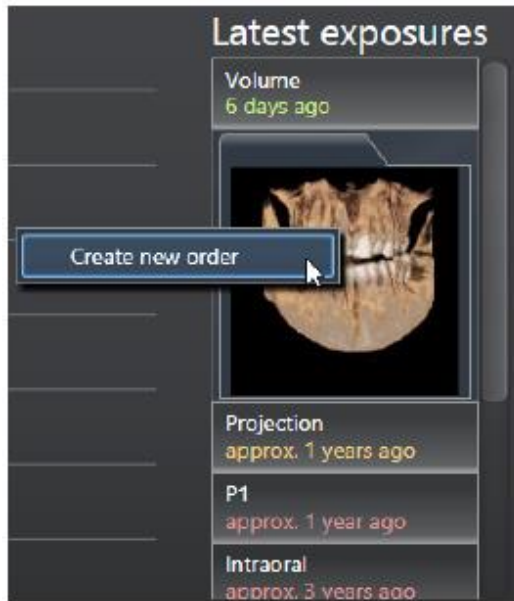 Latest exposures
Volume
6 days ago
Create new order
Projection
approx. 1 years ago
P1
approx. 1 year ago
Intraoral
approx. 3 years ago